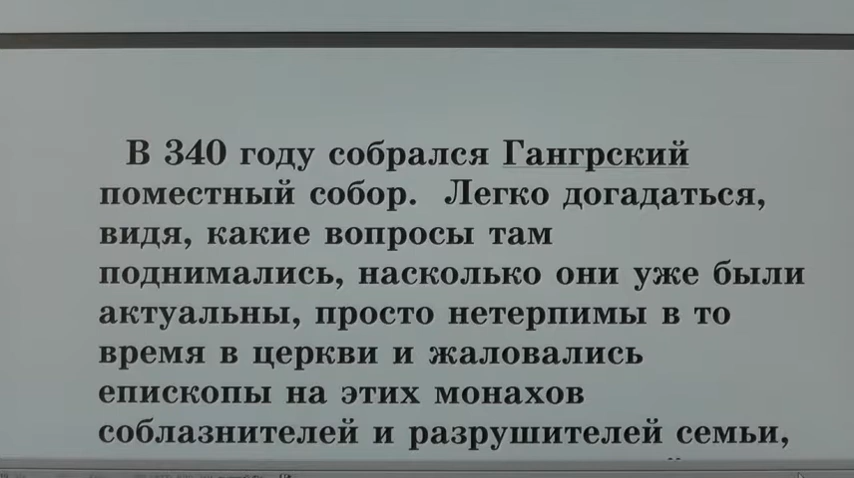 В 340 году собрался Гангрский
поместный собор. Легко догадаться,
видя, какие вопросы там
поднимались, насколько они уже были
актуальны, просто нетерпимы в то
время в церкви и жаловались
епископы на этих монахов
соблазнителей и разрушителей семьи,